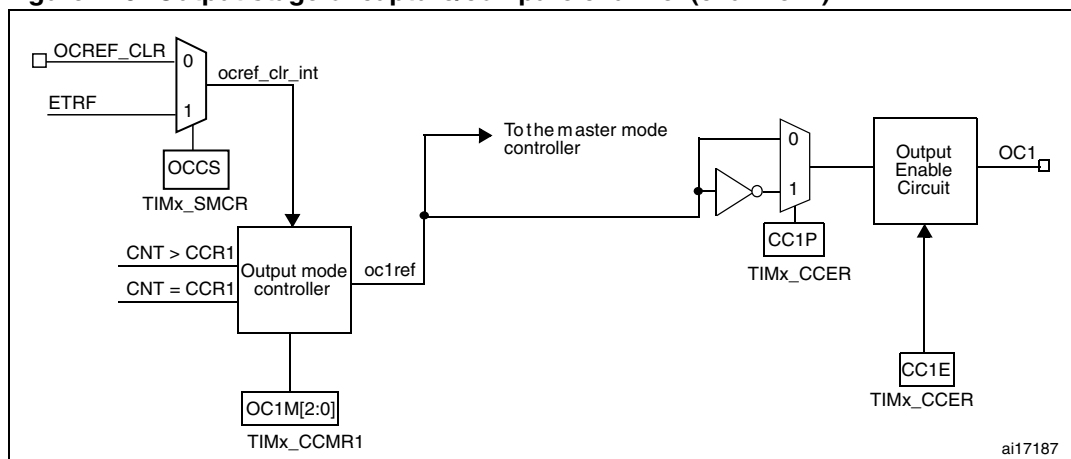 OCREF_CLR
0
ocref_clr_int
ETRF
1
OCCS
TIMx_SMCR
To the master mode
controller
0
1
CC1P
TIMx_CCER
Output
Enable
Circuit
OC1
CNT > CCR1
CNT = CCR1
Output mode
controller
oc1ref
OC1M[2:0]
TIMx_CCMR1
CC1E
TIMx_CCER
ai17187